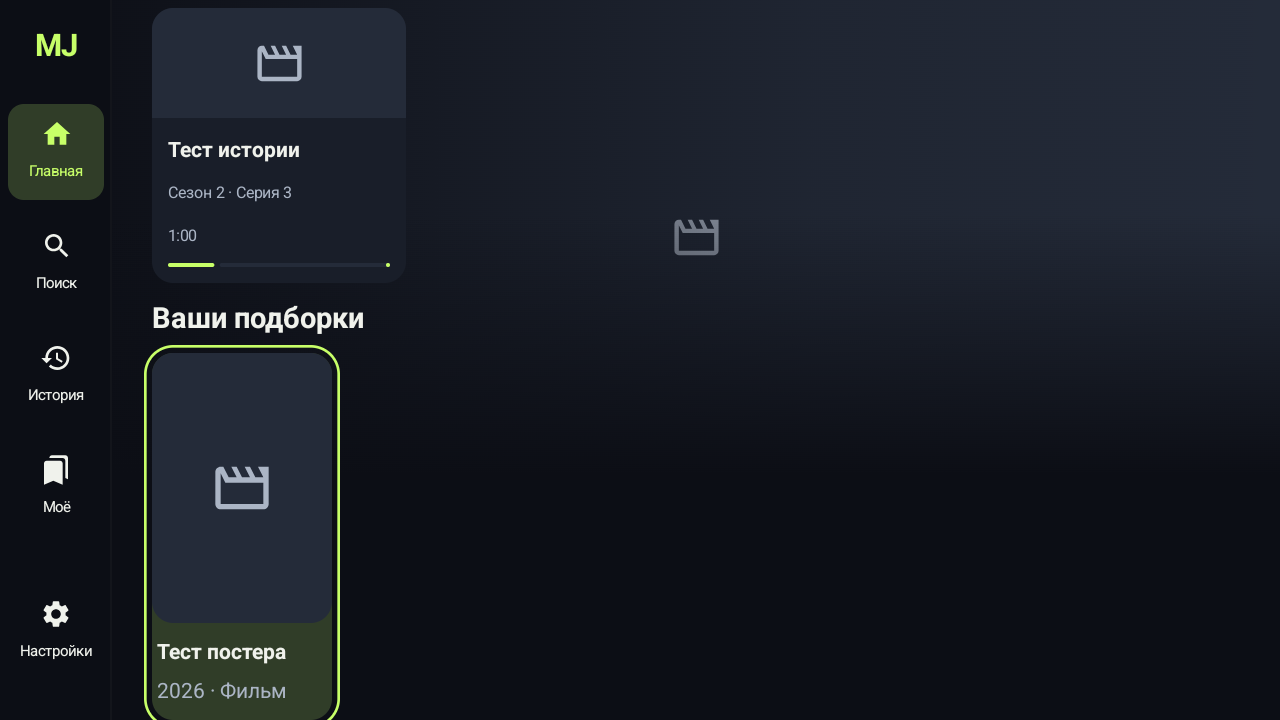 MJ
Главная
Поиск
История
Моё
Настройки
Тест истории
Сезон 2 · Серия 3
1:00
Ваши подборки
Тест постера
2026 · Фильм